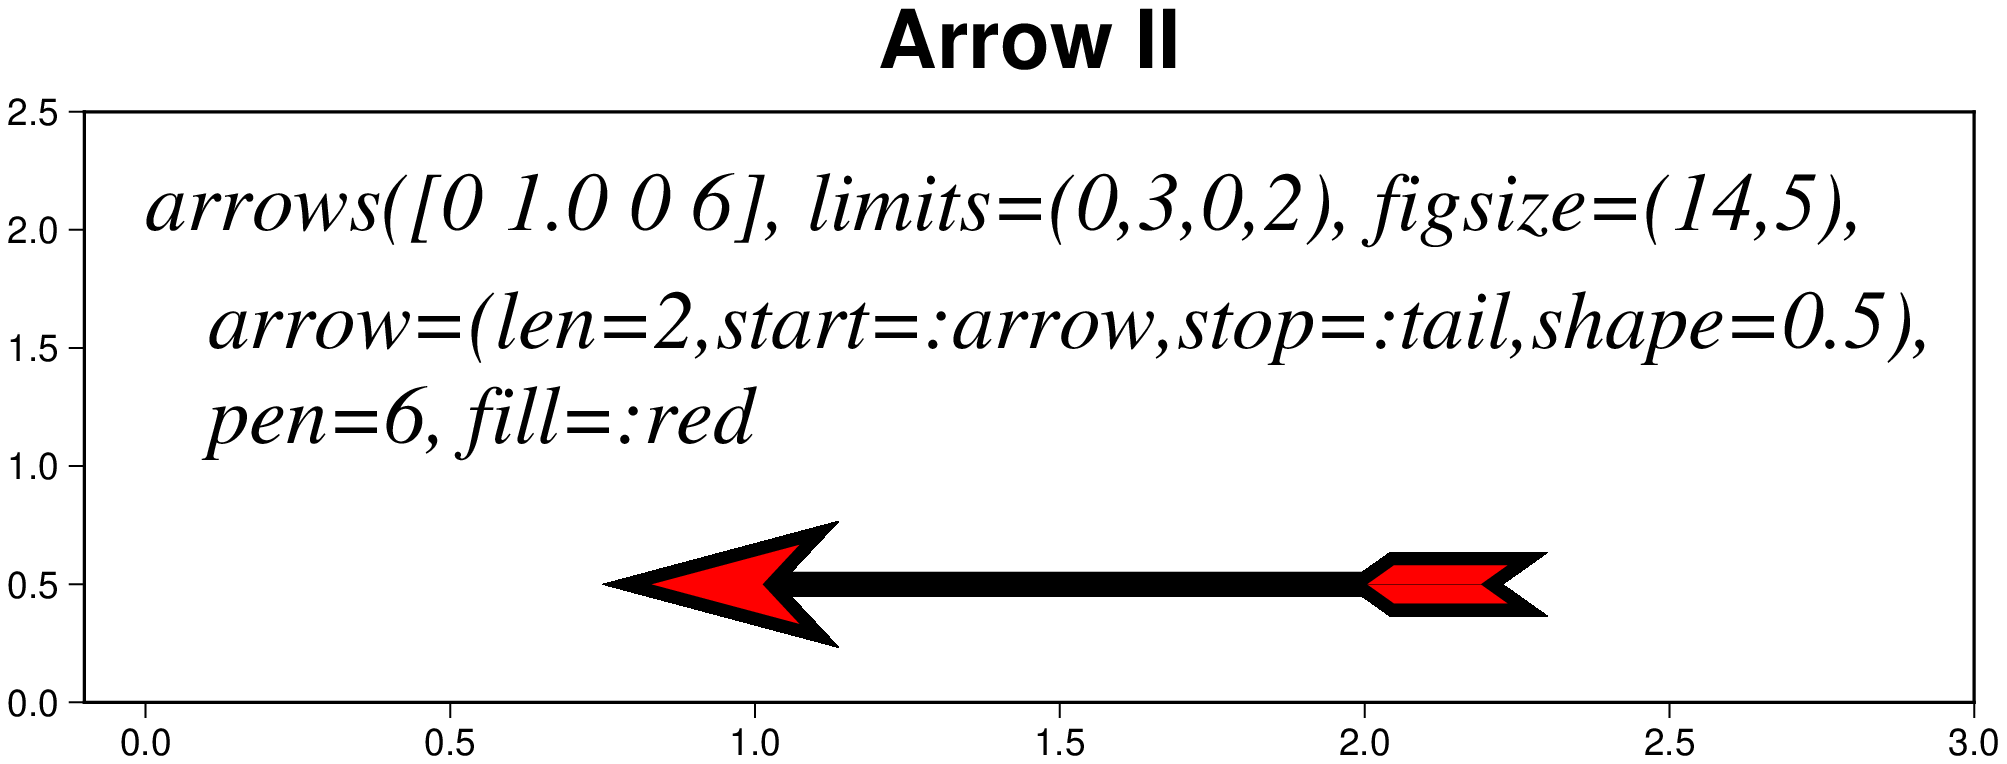 Arrow II
2.5
arrows([0 1.0 0 6], limits=(0,3,0,2), figsize=(14,5),
2.0
arrow=(len=2,start=:arrow,stop=:tail,shape=0.5),
1.5
pen=6, fill=:red
1.0
0.5
0.0
0.0 0.5 1.0 1.5 2.0 2.5 3.0